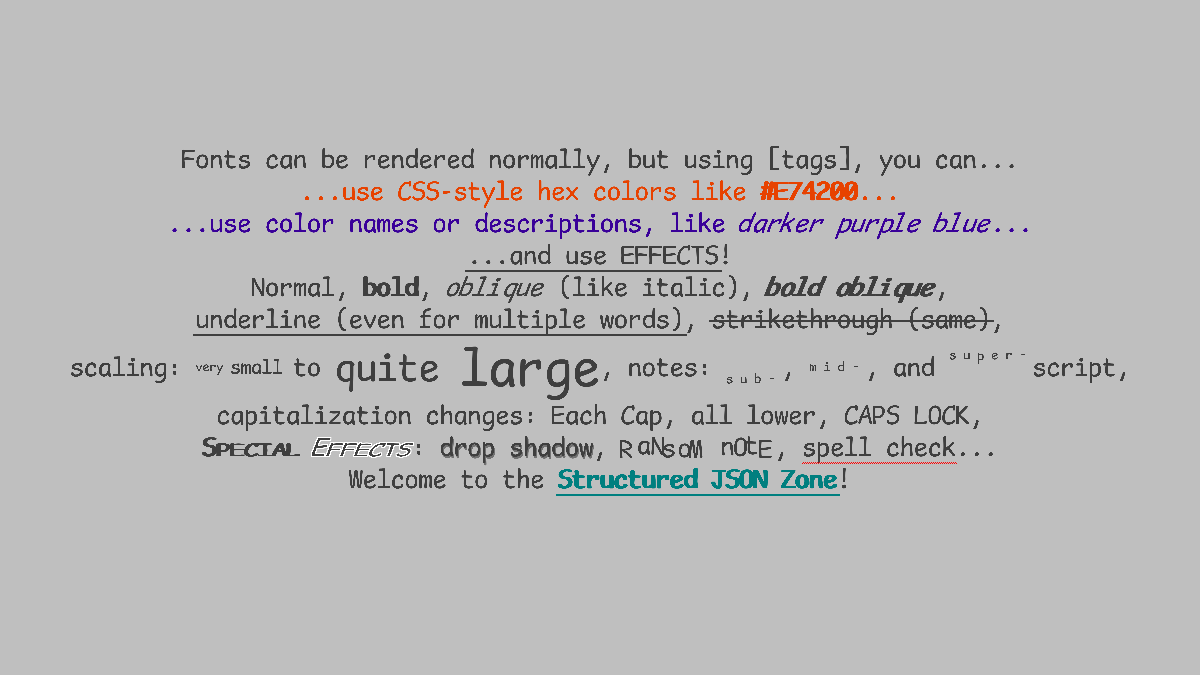 Fonts can be rendered normally, but using [tags], you can...
...use CSS-style hex colors like #E74200...
...use color names or descriptions, like darker purple blue...
...and use EFFECTS!
Normal, bold, oblique (like italic), bold oblique,
underline (even for multiple words), strikethrough (same),
scaling: very small to quite large, notes: sub-, mid-, and super-script,
capitalization changes: Each Cap, all lower, CAPS LOCK,
SPECIAL EFFECTS: drop shadow, RaNsoM nOtE, spell check...
Welcome to the Structured JSON Zone!